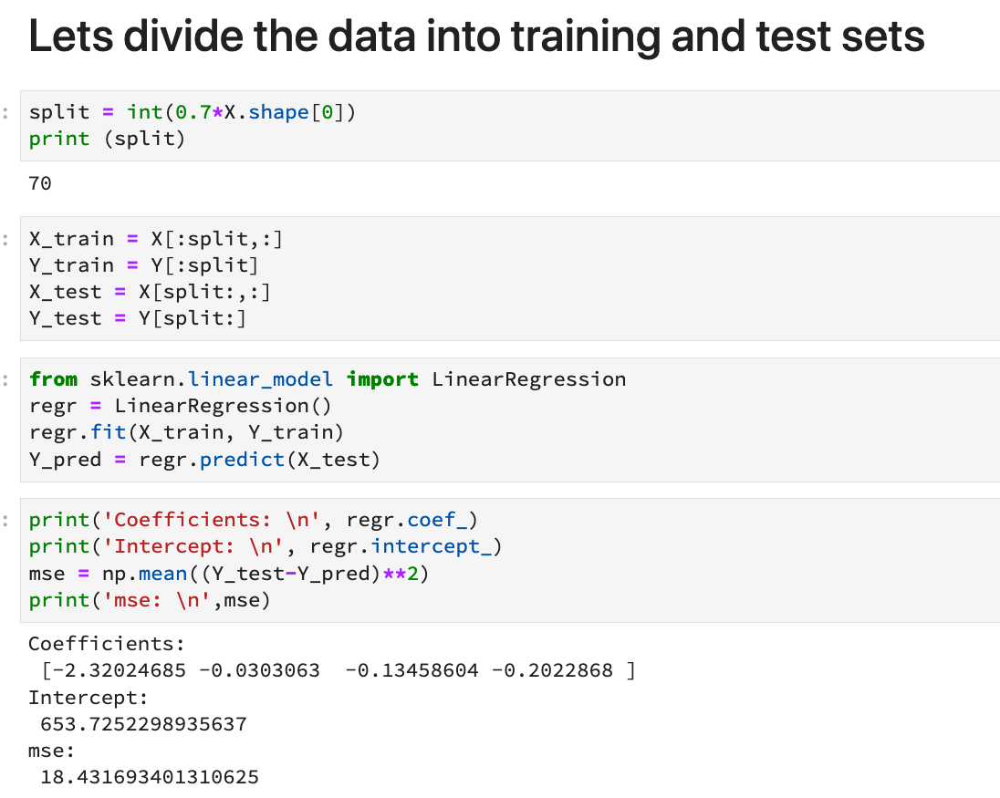 Lets divide the data into training and test sets
: split = int(0.7*X.shape[0])
print (split)
70
: X_train = X[:split,:]
Y_train = Y[:split]
X_test = X[split:,:]
Y_test = Y[split:]
: from sklearn.linear_model import LinearRegression
regr = LinearRegression()
regr.fit(X_train, Y_train)
Y_pred = regr.predict(X_test)
: print('Coefficients: \n', regr.coef_)
print('Intercept: \n', regr.intercept_)
mse = np.mean((Y_test-Y_pred)**2)
print('mse: \n',mse)
Coefficients:
 [-2.32024685 -0.0303063  -0.13458604 -0.2022868 ]
Intercept:
 653.7252298935637
mse:
 18.431693401310625